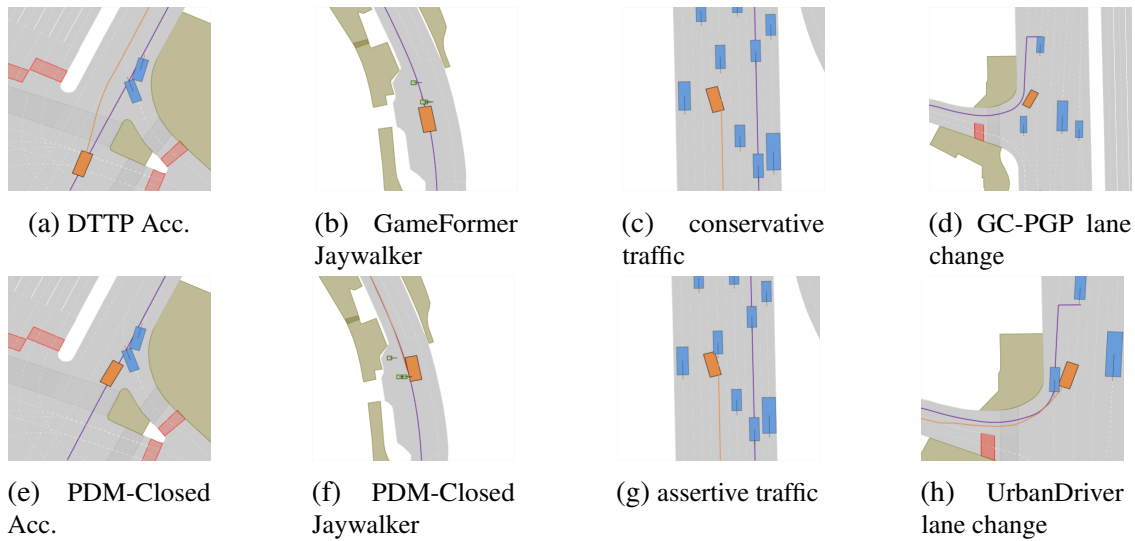 (a) DTTP Acc.
(b) GameFormer
Jaywalker
(c) conservative
traffic
(d) GC-PGP lane
change
(e) PDM-Closed
Acc.
(f) PDM-Closed
Jaywalker
(g) assertive traffic
(h) UrbanDriver
lane change